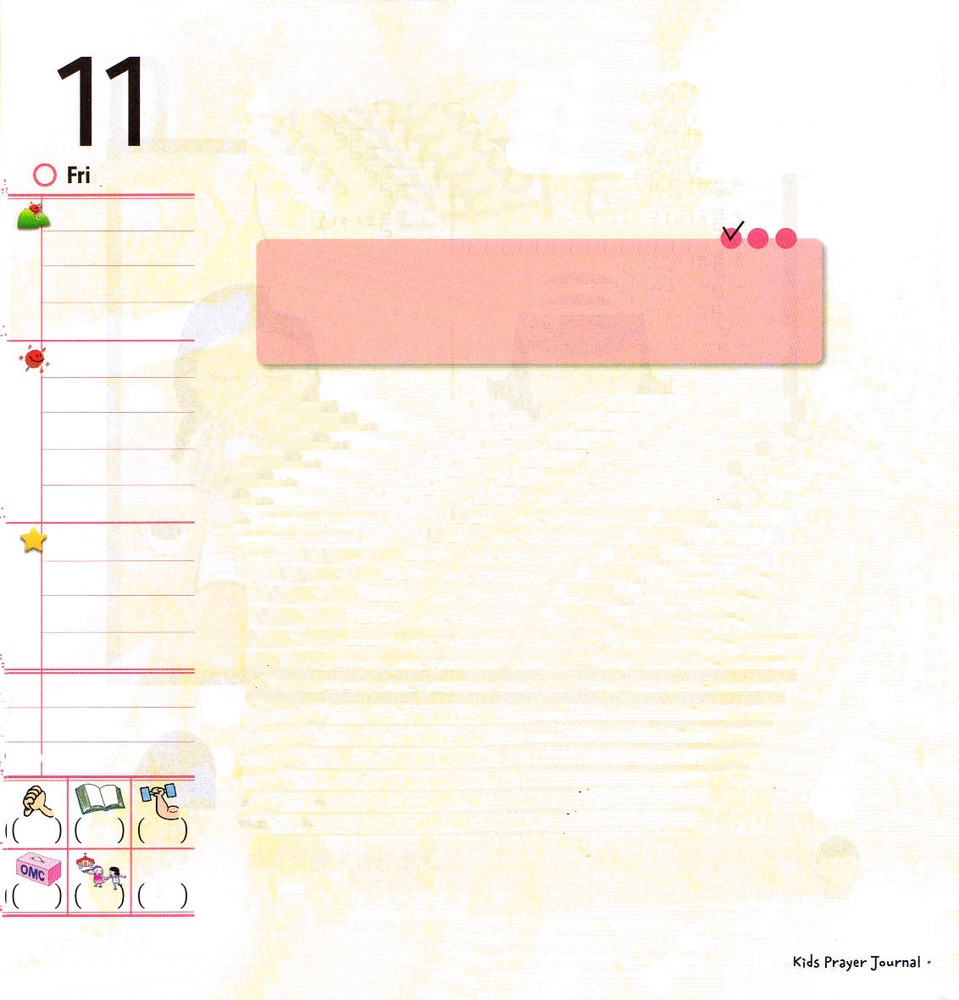 11
Fri
( ) ( ) ( )
OMC
( ) ( ) ( )
Kids Prayer Journal